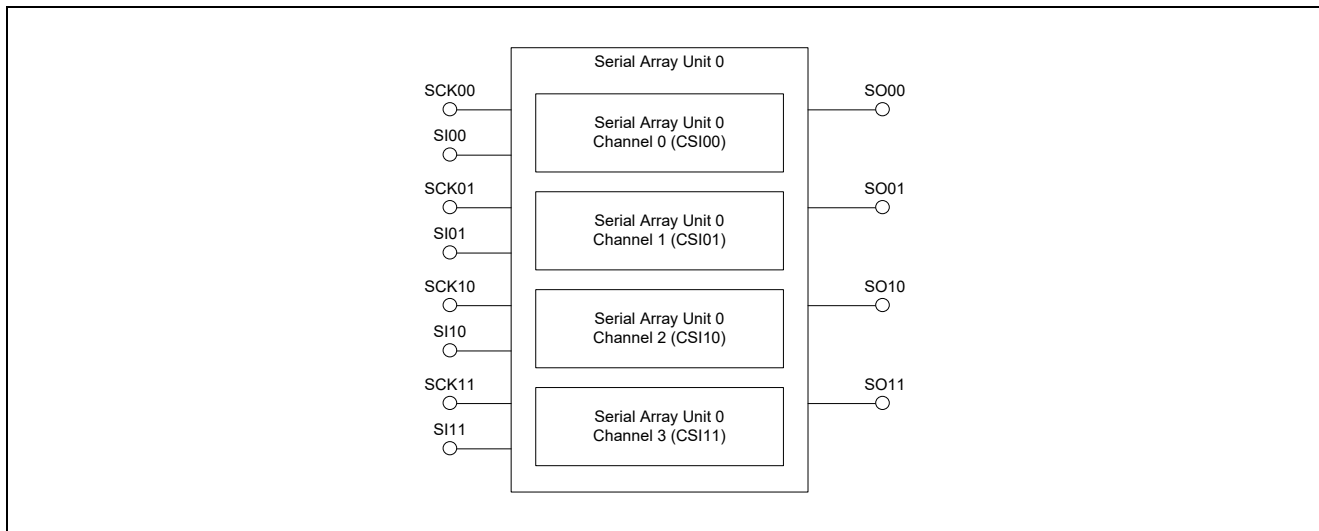 Serial Array Unit 0
SCK00
SI00
Serial Array Unit 0
Channel 0 (CSI00)
SO00
SCK01
SI01
Serial Array Unit 0
Channel 1 (CSI01)
SO01
SCK10
SI10
Serial Array Unit 0
Channel 2 (CSI10)
SO10
SCK11
SI11
Serial Array Unit 0
Channel 3 (CSI11)
SO11